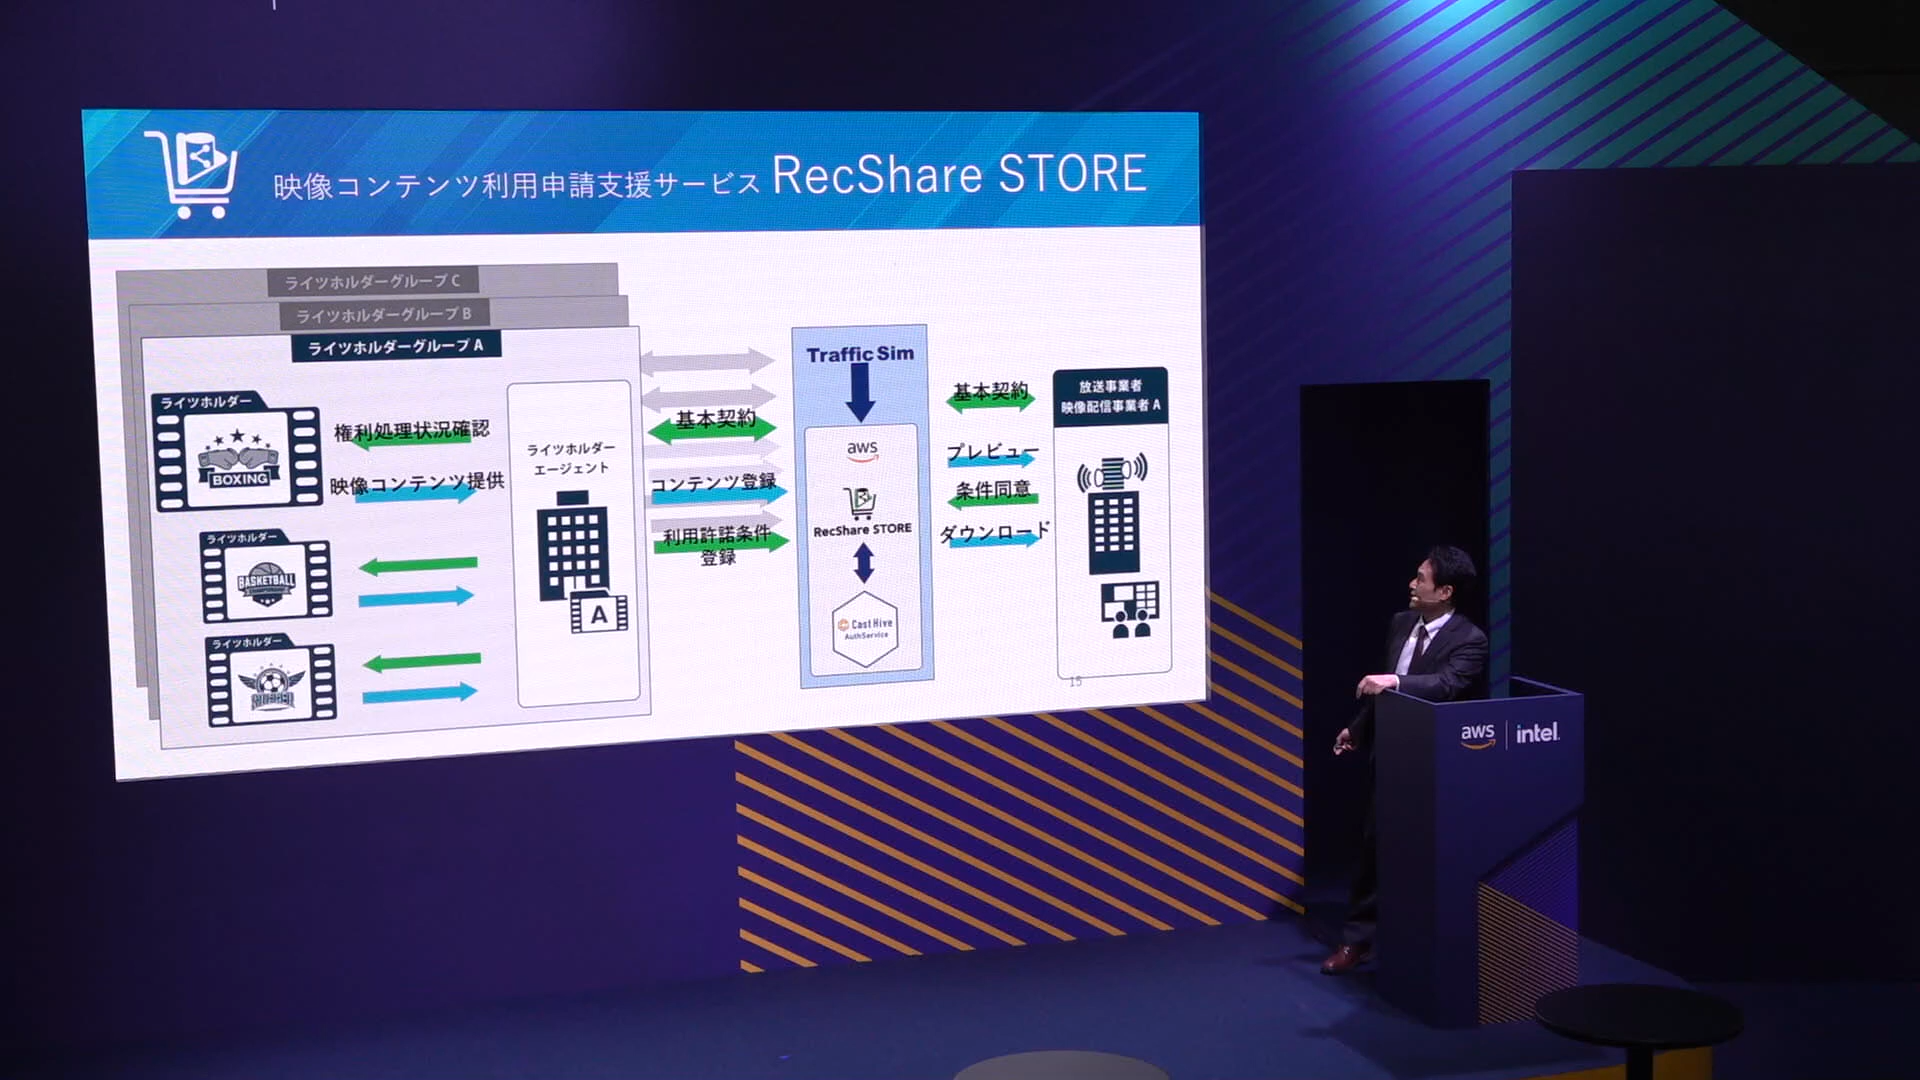 映像コンテンツ利用申請支援サービス RecShare STORE
ライツホルダーグループ C
ライツホルダーグループ B
ライツホルダーグループ A
ライツホルダー
BOXING
権利処理状況確認
映像コンテンツ提供
ライツホルダー
BASKETBALL
ライツホルダー
ライツホルダー
エージェント
A
基本契約
コンテンツ登録
利用許諾条件
登録
Traffic Sim
aws
RecShare STORE
Cast Hive
AuthService
基本契約
プレビュー
条件同意
ダウンロード
放送事業者
映像配信事業者 A
15
aws | intel.